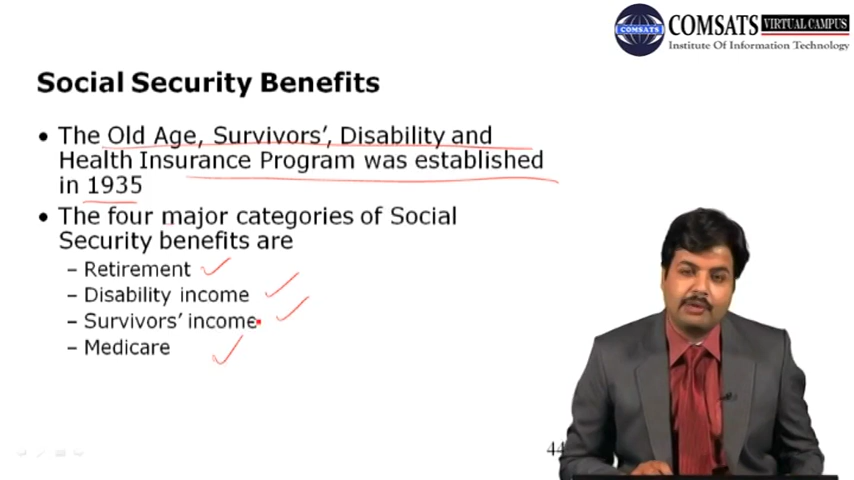 COMSATS VIRTUAL CAMPUS
COMSATS
Institute Of Information Technology
Social Security Benefits
• The Old Age, Survivors’, Disability and
Health Insurance Program was established
in 1935
• The four major categories of Social
Security benefits are
– Retirement
– Disability income
– Survivors’ income
– Medicare
44